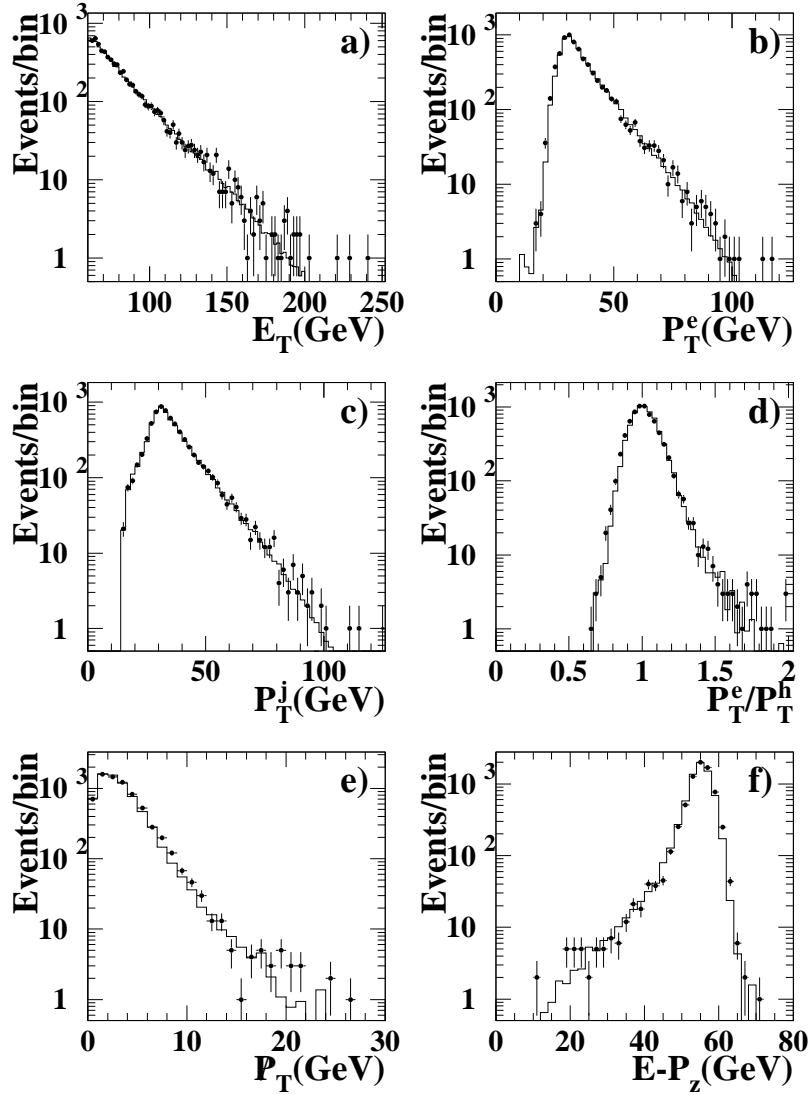 Events/bin
a)
10³
10²
10
1
100 150 200 250
E_T(GeV)
Events/bin
b)
10³
10²
10
1
0 50 100
P_T^e(GeV)
Events/bin
c)
10³
10²
10
1
0 50 100
P_T^j(GeV)
Events/bin
d)
10³
10²
10
1
0 0.5 1 1.5 2
P_T^e/P_T^h
Events/bin
e)
10³
10²
10
1
0 10 20 30
P̸_T(GeV)
Events/bin
f)
10³
10²
10
1
0 20 40 60 80
E-P_z(GeV)